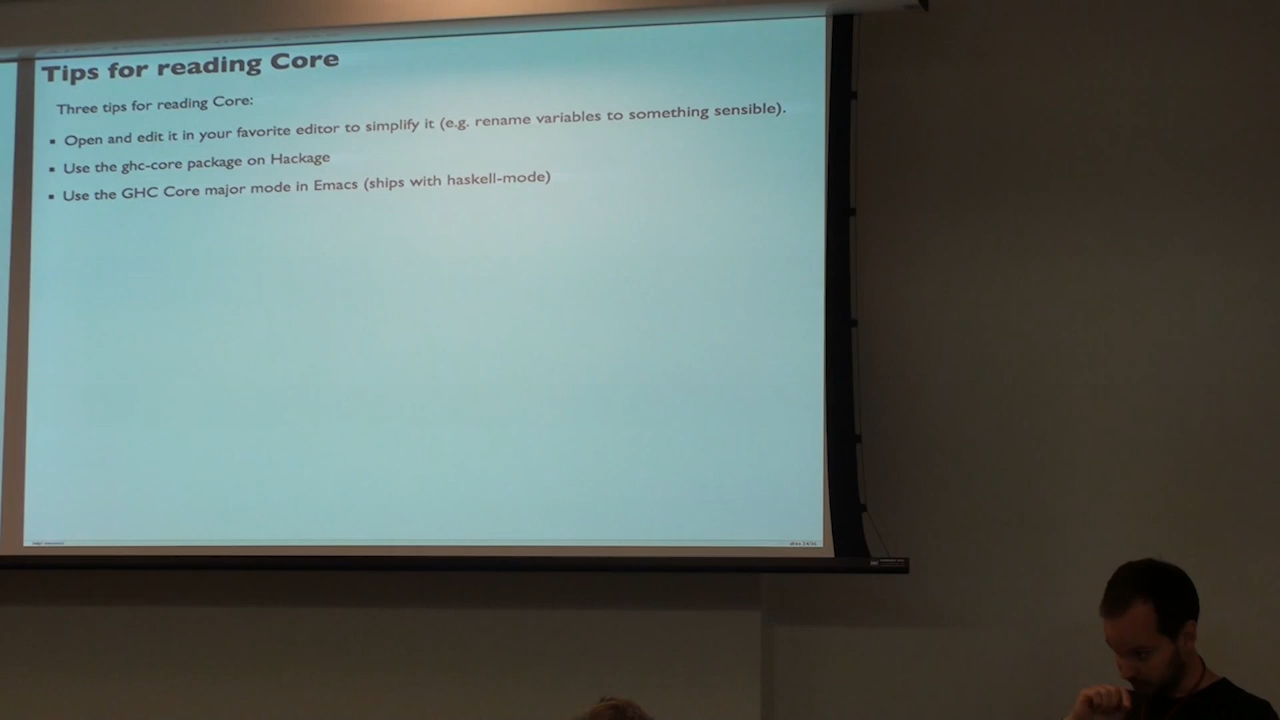 Tips for reading Core
Three tips for reading Core:
▪ Open and edit it in your favorite editor to simplify it (e.g. rename variables to something sensible).
▪ Use the ghc-core package on Hackage
▪ Use the GHC Core major mode in Emacs (ships with haskell-mode)